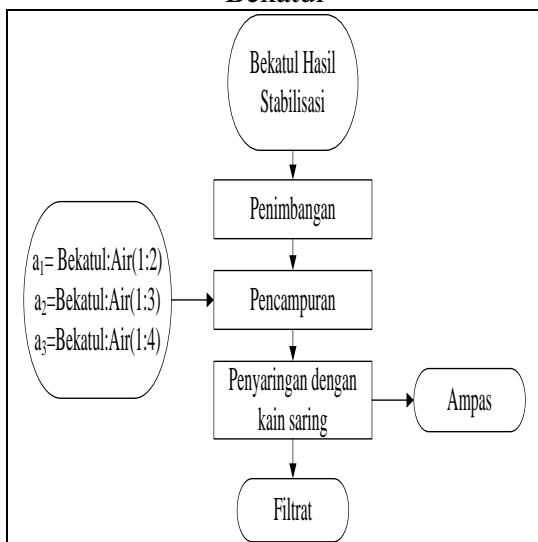 Bekatul
Bekatul Hasil
Stabilisasi
Penimbangan
a₁= Bekatul:Air(1:2)
a₂=Bekatul:Air(1:3)
a₃=Bekatul:Air(1:4)
Pencampuran
Penyaringan dengan
kain saring
Ampas
Filtrat